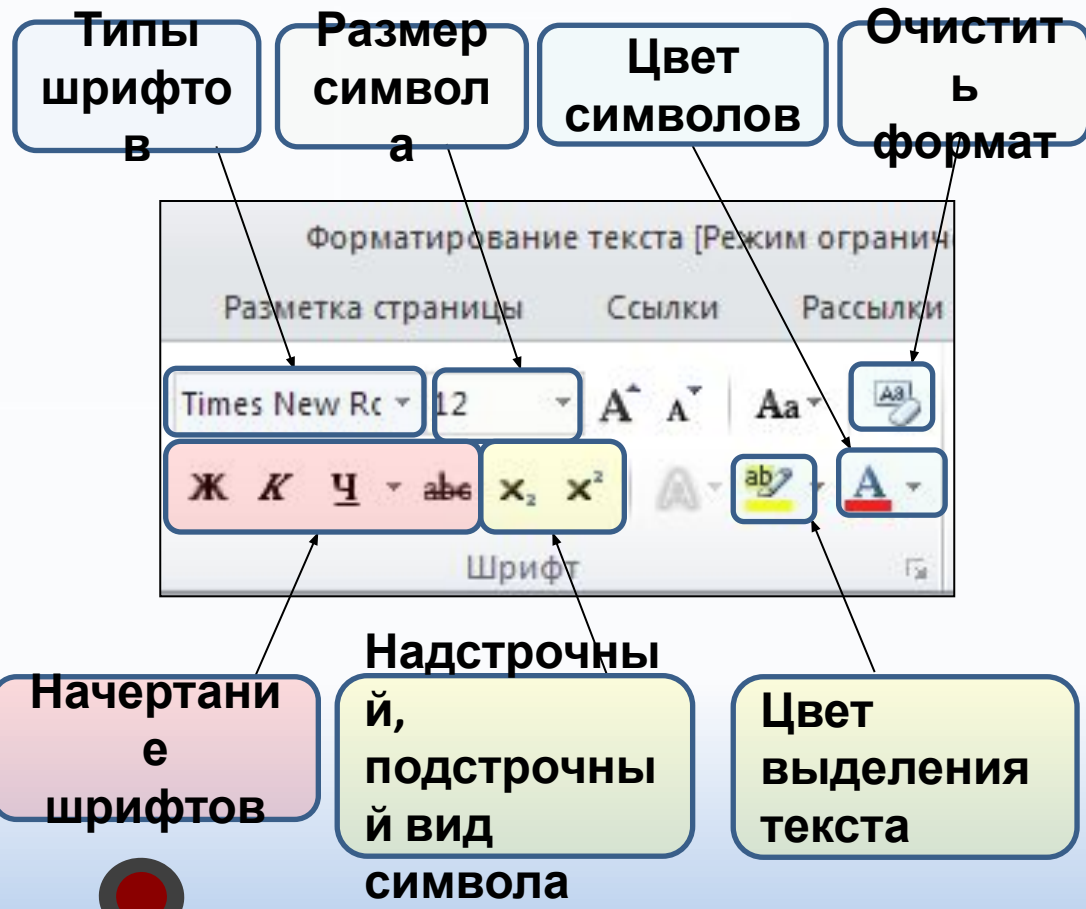 Типы
шрифто
в
Размер
символ
а
Цвет
символов
Очистит
ь
формат
Форматирование текста [Режим огранич
Разметка страницы Ссылки Рассылки
Times New Rc 12 A A Aa Aa
Ж К Ч abc x₂ x² A ab A
Шрифт
Начертани
е
шрифтов
Надстрочны
й,
подстрочны
й вид
символа
Цвет
выделения
текста